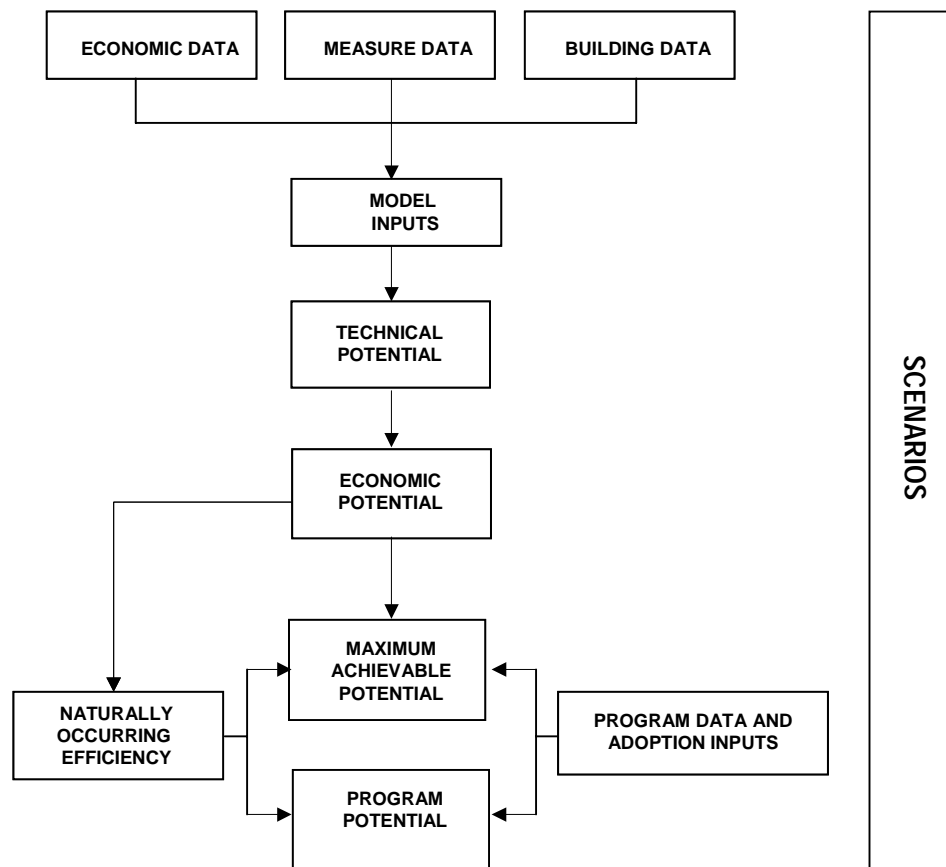 ECONOMIC DATA
MEASURE DATA
BUILDING DATA
MODEL
INPUTS
TECHNICAL
POTENTIAL
ECONOMIC
POTENTIAL
MAXIMUM
ACHIEVABLE
POTENTIAL
NATURALLY
OCCURRING
EFFICIENCY
PROGRAM DATA AND
ADOPTION INPUTS
PROGRAM
POTENTIAL
SCENARIOS